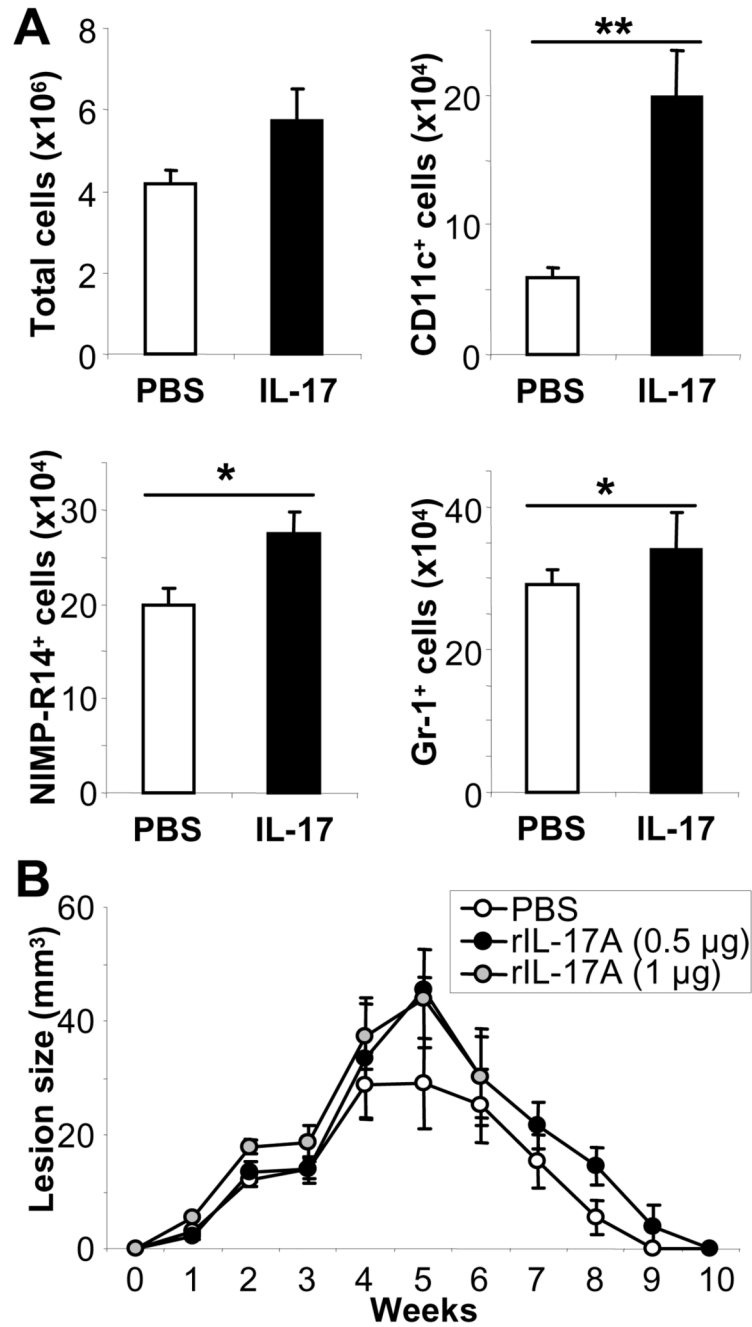 A
Total cells (x10⁶)
8
6
4
2
0
PBS IL-17
CD11c⁺ cells (x10⁴)
**
20
10
0
PBS IL-17
NIMP-R14⁺ cells (x10⁴)
*
30
20
10
0
PBS IL-17
Gr-1⁺ cells (x10⁴)
*
40
20
0
PBS IL-17
B
Lesion size (mm³)
60
40
20
0
PBS
rIL-17A (0.5 µg)
rIL-17A (1 µg)
0 1 2 3 4 5 6 7 8 9 10
Weeks